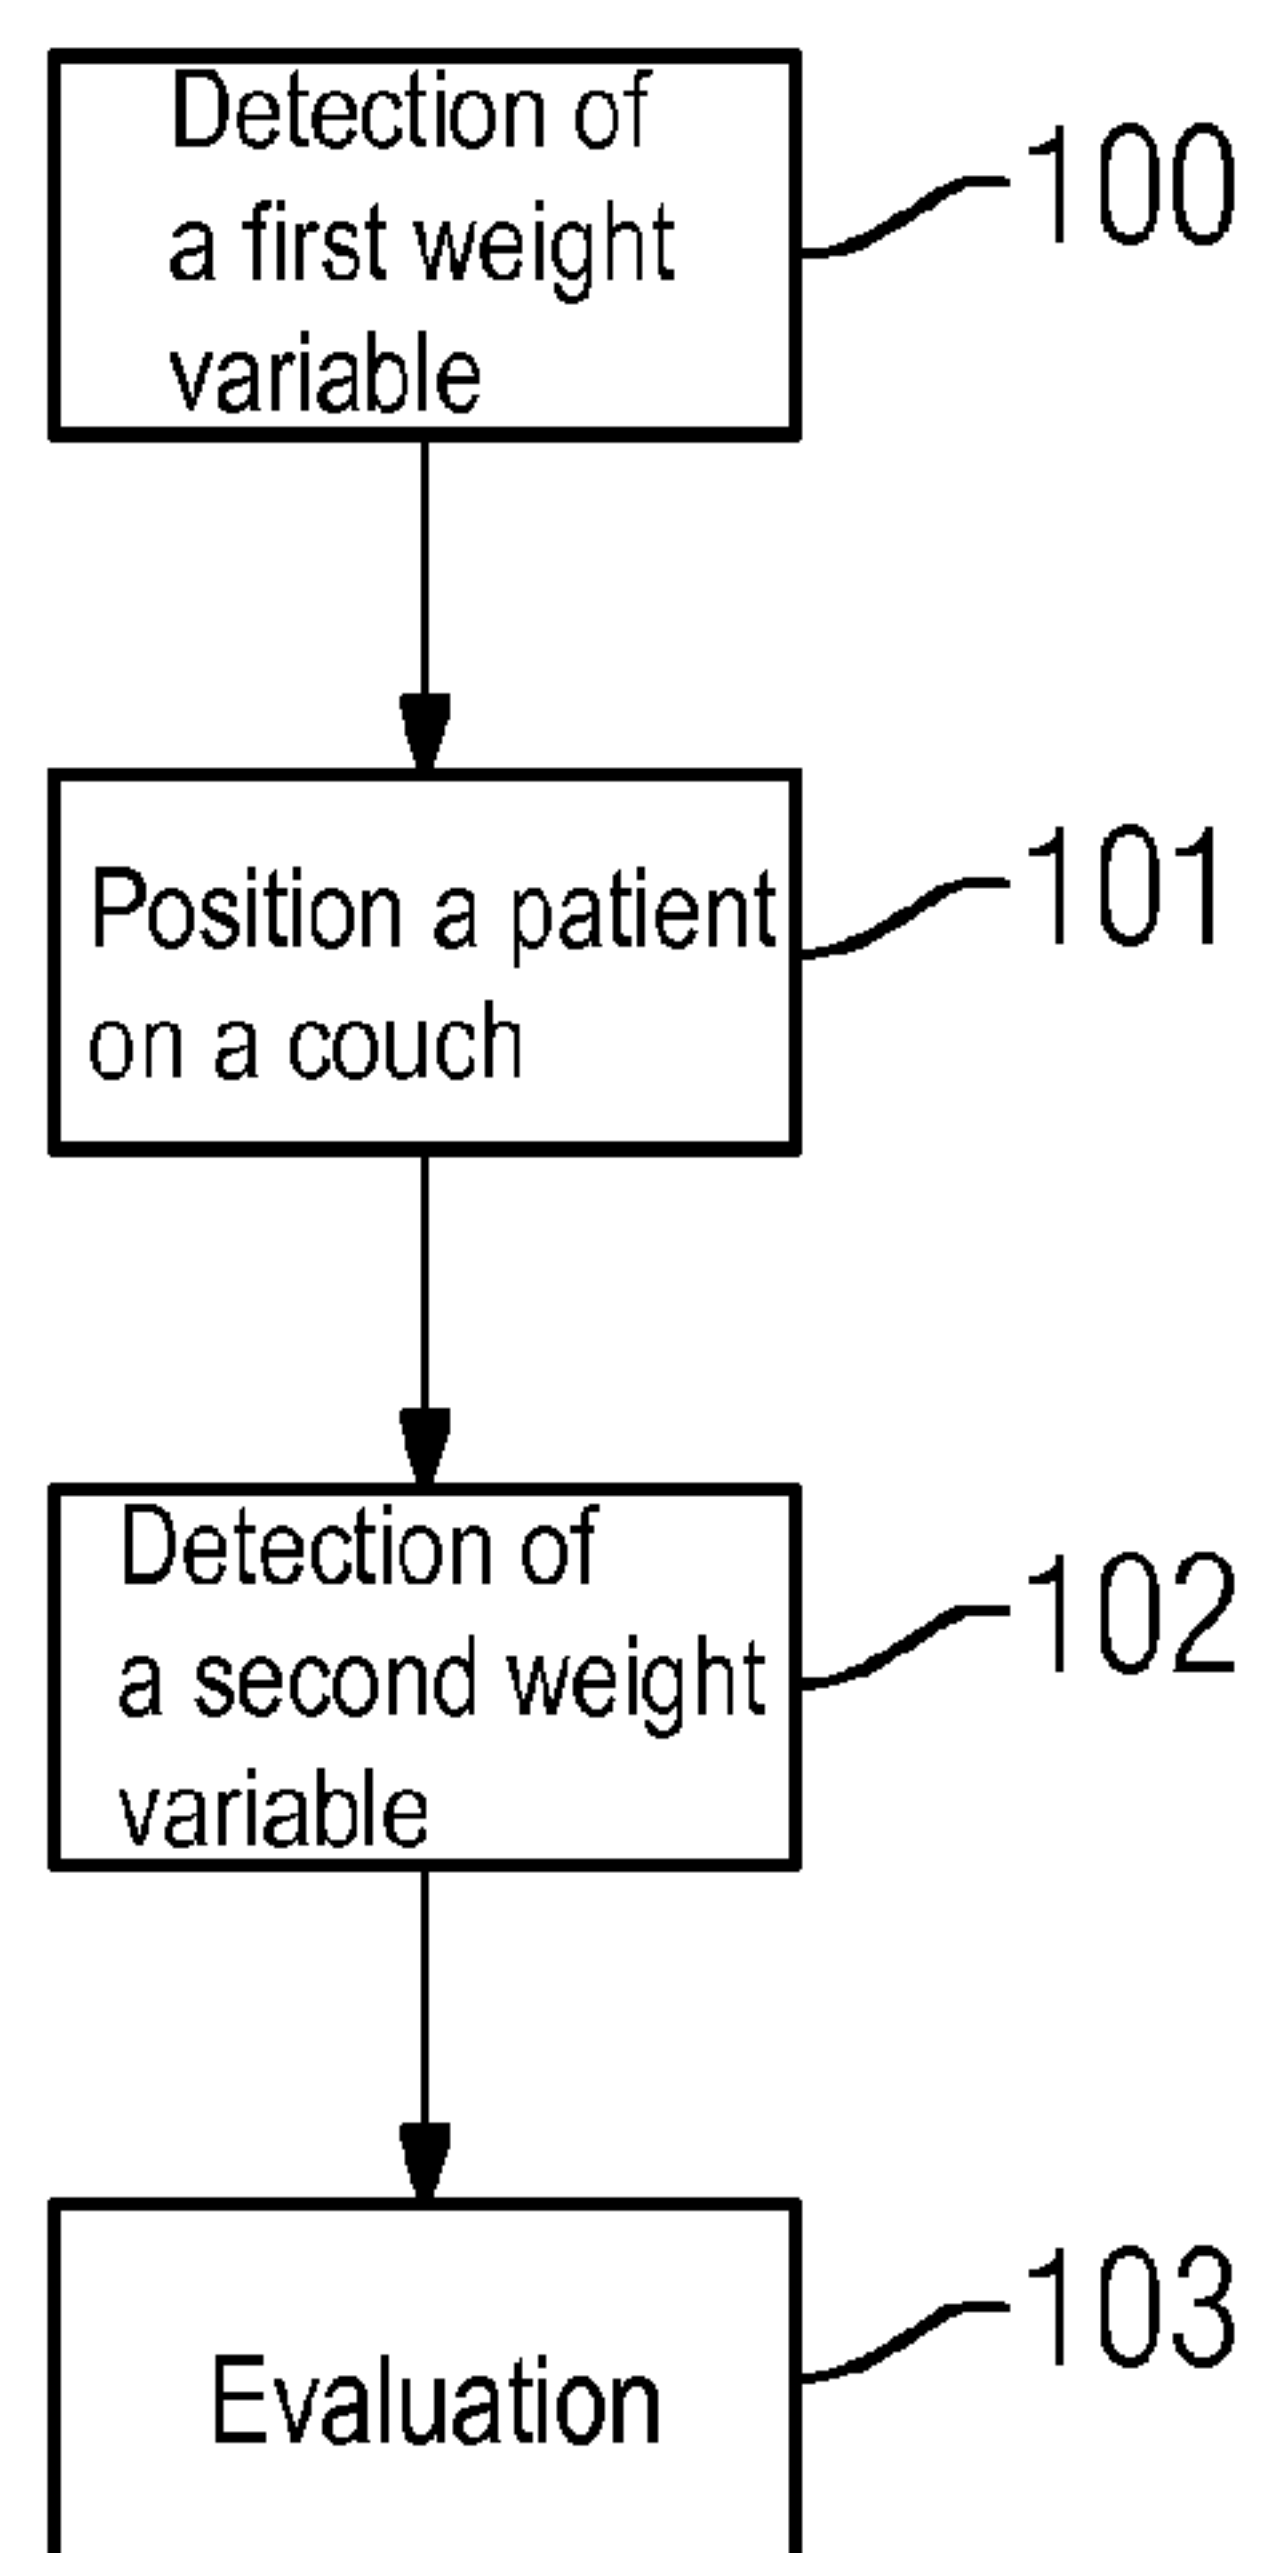 Detection of
a first weight
variable
100
Position a patient
on a couch
101
Detection of
a second weight
variable
102
Evaluation
103